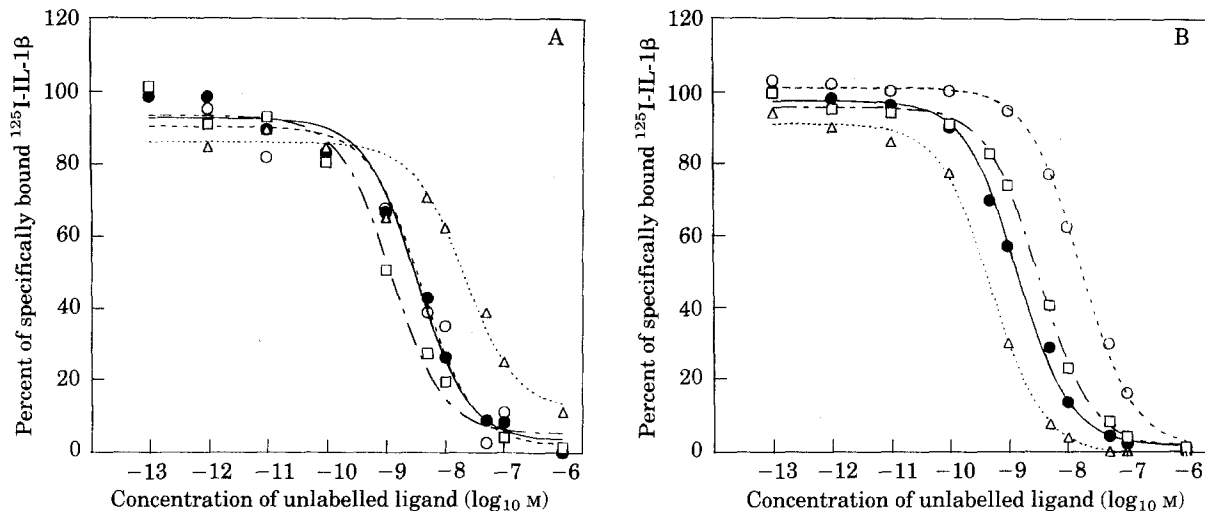 A
Percent of specifically bound ¹²⁵I-IL-1β
120
100
80
60
40
20
0
−13 −12 −11 −10 −9 −8 −7 −6
Concentration of unlabelled ligand (log₁₀ M)
B
Percent of specifically bound ¹²⁵I-IL-1β
120
100
80
60
40
20
0
−13 −12 −11 −10 −9 −8 −7 −6
Concentration of unlabelled ligand (log₁₀ M)